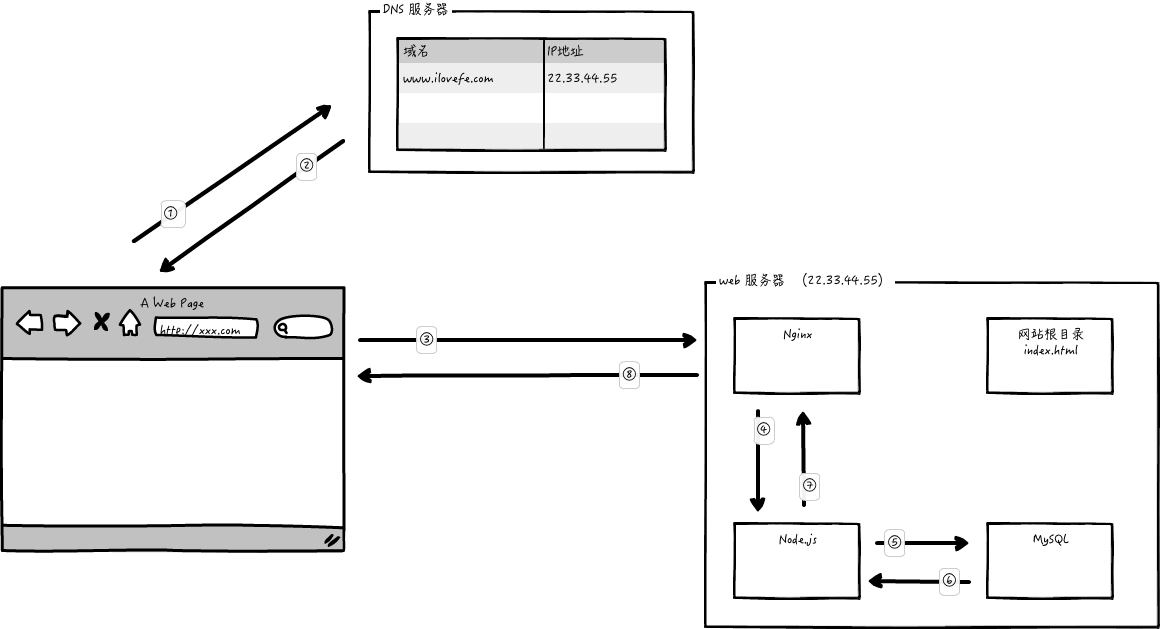 DNS 服务器
域名 IP地址
www.ilovefe.com 22.33.44.55
②
①
web 服务器 (22.33.44.55)
A Web Page
http://xxx.com
③
⑧
Nginx
网站根目录
index.html
④
⑦
Node.js
⑤
MySQL
⑥